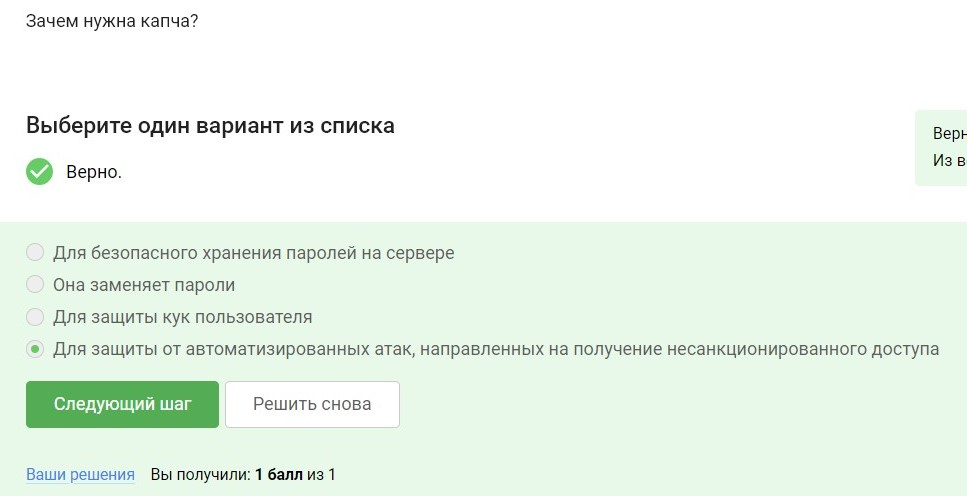 Зачем нужна капча?
Выберите один вариант из списка
Верно.
Из
Для безопасного хранения паролей на сервере
Она заменяет пароли
Для защиты кук пользователя
Для защиты от автоматизированных атак, направленных на получение несанкционированного доступа
Следующий шаг
Решить снова
Ваши решения Вы получили: 1 балл из 1